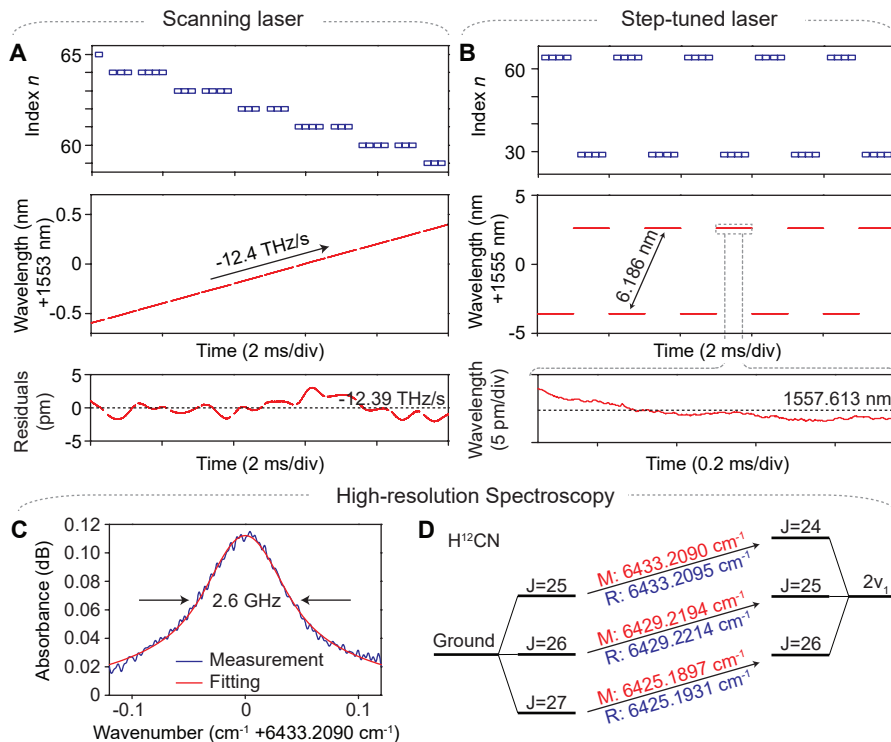 Scanning laser
Step-tuned laser
A
65
60
Index n
0.5
0
-0.5
Wavelength (nm
+1553 nm)
-12.4 THz/s
Time (2 ms/div)
5
0
-5
Residuals
(pm)
-12.39 THz/s
Time (2 ms/div)
B
60
30
Index n
5
0
-5
Wavelength (nm
+1555 nm)
6.186 nm
Time (2 ms/div)
Wavelength
(5 pm/div)
1557.613 nm
Time (0.2 ms/div)
High-resolution Spectroscopy
C
0.12
0.10
0.08
0.06
0.04
0.02
0
Absorbance (dB)
2.6 GHz
Measurement
Fitting
-0.1
0
0.1
Wavenumber (cm⁻¹ +6433.2090 cm⁻¹)
D
H¹²CN
Ground
J=25
J=26
J=27
M: 6433.2090 cm⁻¹
R: 6433.2095 cm⁻¹
M: 6429.2194 cm⁻¹
R: 6429.2214 cm⁻¹
M: 6425.1897 cm⁻¹
R: 6425.1931 cm⁻¹
J=24
J=25
J=26
2v₁